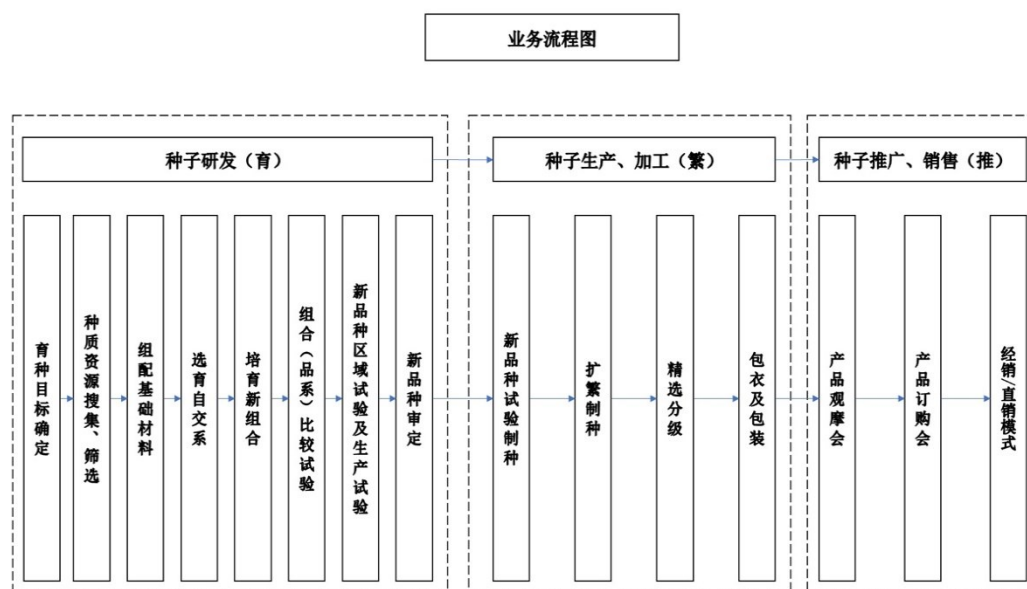 业务流程图
种子研发（育）
种子生产、加工（繁）
种子推广、销售（推）
育种目标确定
种质资源搜集、筛选
组配基础材料
选育自交系
培育新组合
组合（品系）比较试验
新品种区域试验及生产试验
新品种审定
新品种试验制种
扩繁制种
精选分级
包衣及包装
产品观摩会
产品订购会
经销/直销模式